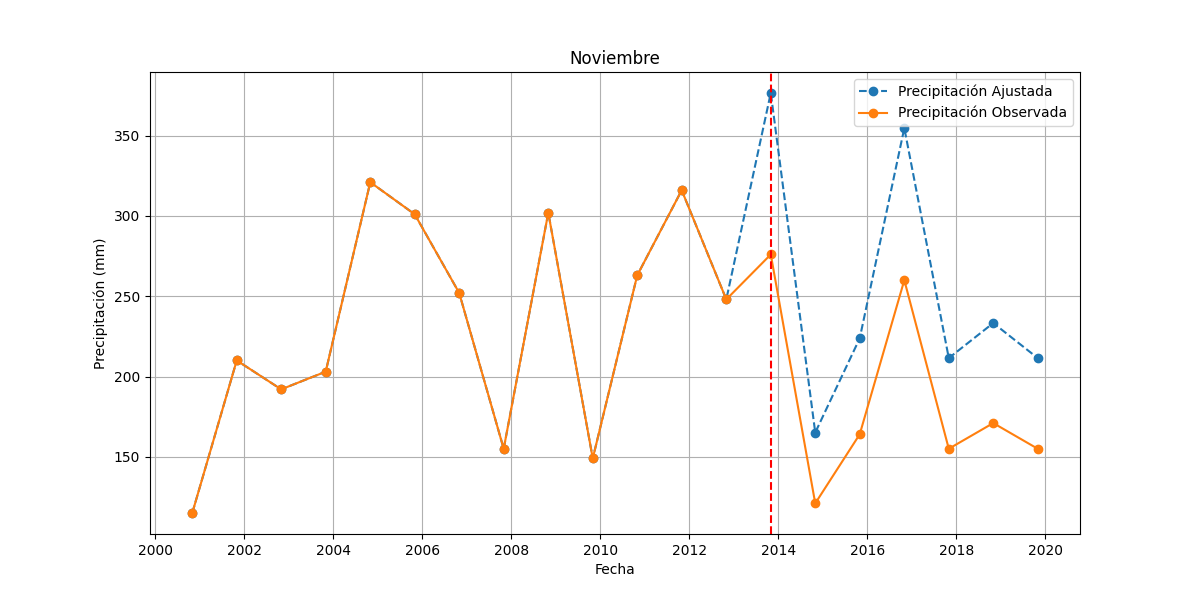 Noviembre
Precipitación Ajustada
Precipitación Observada
Precipitación (mm)
350
300
250
200
150
2000 2002 2004 2006 2008 2010 2012 2014 2016 2018 2020
Fecha